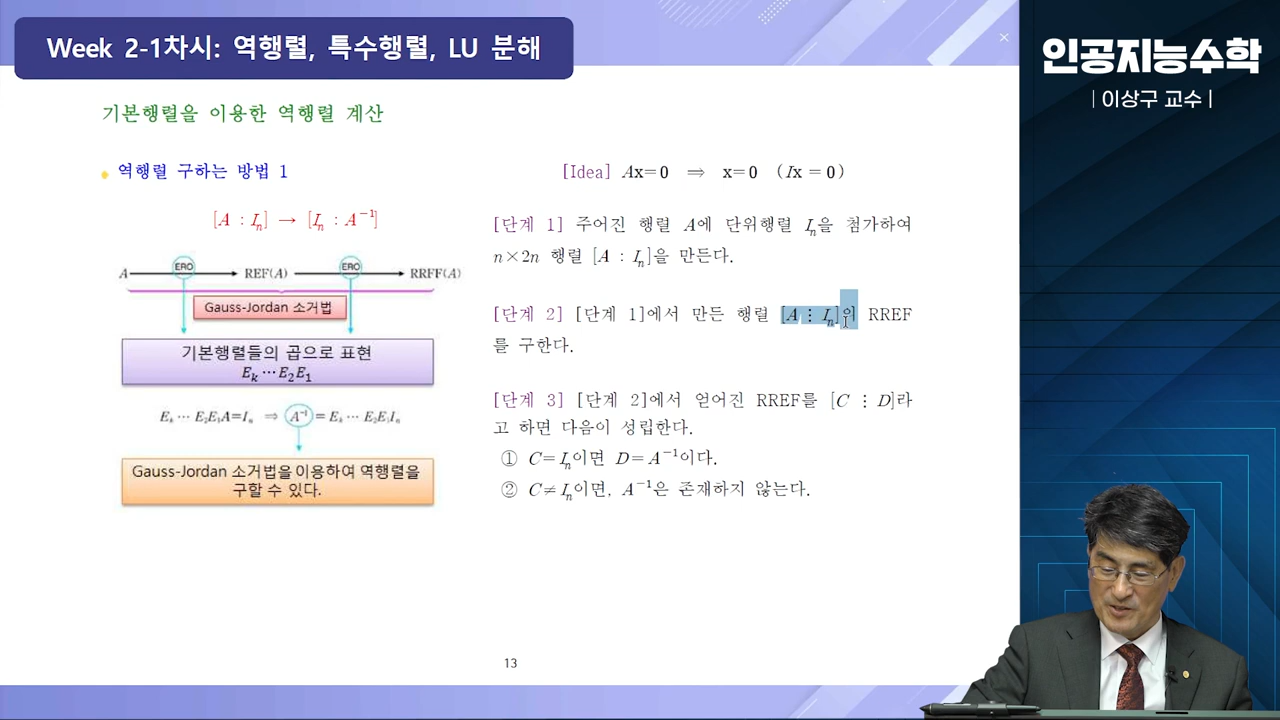 Week 2-1차시: 역행렬, 특수행렬, LU 분해
인공지능수학
| 이상구 교수 |
기본행렬을 이용한 역행렬 계산
역행렬 구하는 방법 1
[A : Iₙ] → [Iₙ : A⁻¹]
A ERO REF(A) ERO RRFF(A)
Gauss-Jordan 소거법
기본행렬들의 곱으로 표현
Eₖ ⋯ E₂E₁
Eₖ ⋯ E₂E₁A=Iₙ ⇒ A⁻¹ = Eₖ ⋯ E₂E₁Iₙ
Gauss-Jordan 소거법을 이용하여 역행렬을
구할 수 있다.
[Idea] Ax=0 ⟹ x=0 (Ix = 0)
[단계 1] 주어진 행렬 A에 단위행렬 Iₙ을 첨가하여
n×2n 행렬 [A : Iₙ]을 만든다.
[단계 2] [단계 1]에서 만든 행렬 [A ⋮ Iₙ]의 RREF
를 구한다.
[단계 3] [단계 2]에서 얻어진 RREF를 [C ⋮ D]라
고 하면 다음이 성립한다.
① C=Iₙ이면 D=A⁻¹이다.
② C≠Iₙ이면, A⁻¹은 존재하지 않는다.
13